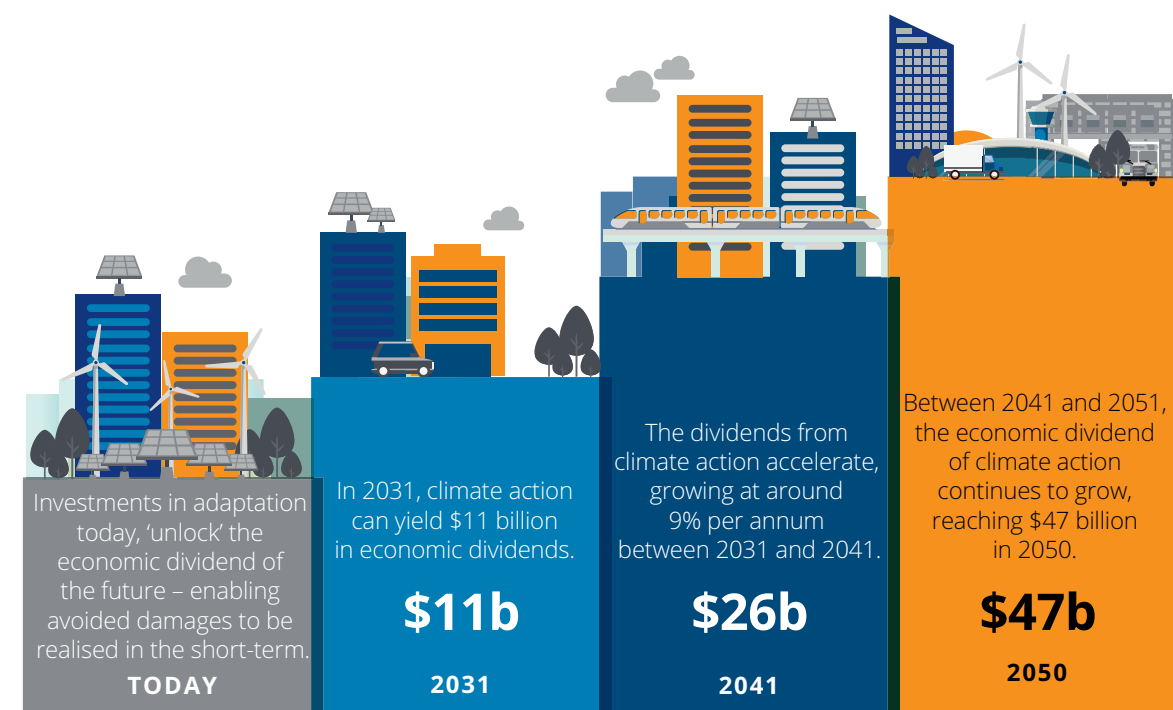 Investments in adaptation
today, ‘unlock’ the
economic dividend of
the future – enabling
avoided damages to be
realised in the short-term.
TODAY
In 2031, climate action
can yield $11 billion
in economic dividends.
$11b
2031
The dividends from
climate action accelerate,
growing at around
9% per annum
between 2031 and 2041.
$26b
2041
Between 2041 and 2051,
the economic dividend
of climate action
continues to grow,
reaching $47 billion
in 2050.
$47b
2050